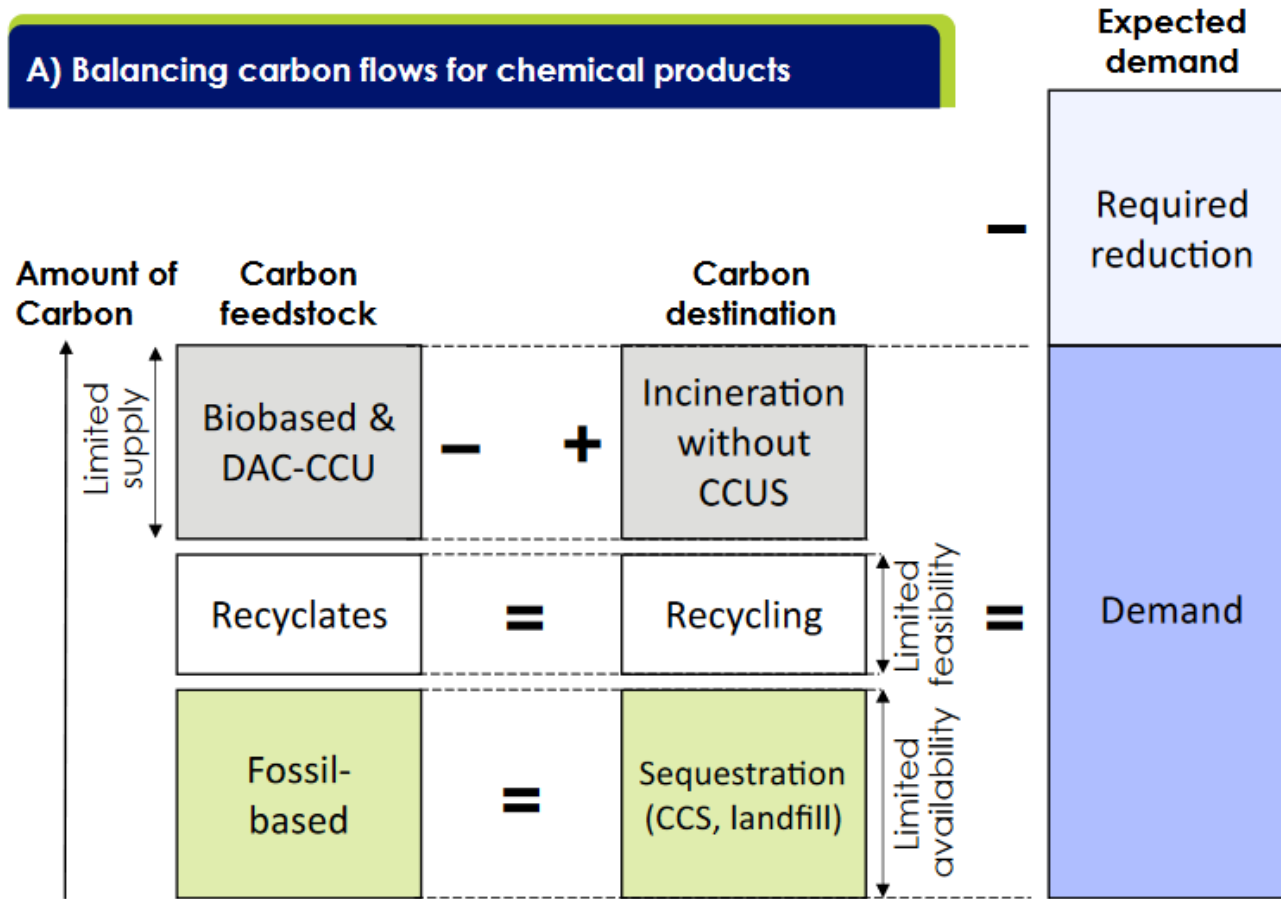 A) Balancing carbon flows for chemical products
Expected
demand
Required
reduction
–
Amount of
Carbon
Carbon
feedstock
Carbon
destination
Limited
supply
Biobased &
DAC-CCU
–
+
Incineration
without
CCUS
Recyclates
=
Recycling
Limited
feasibility
=
Demand
Fossil-
based
=
Sequestration
(CCS, landfill)
Limited
availability